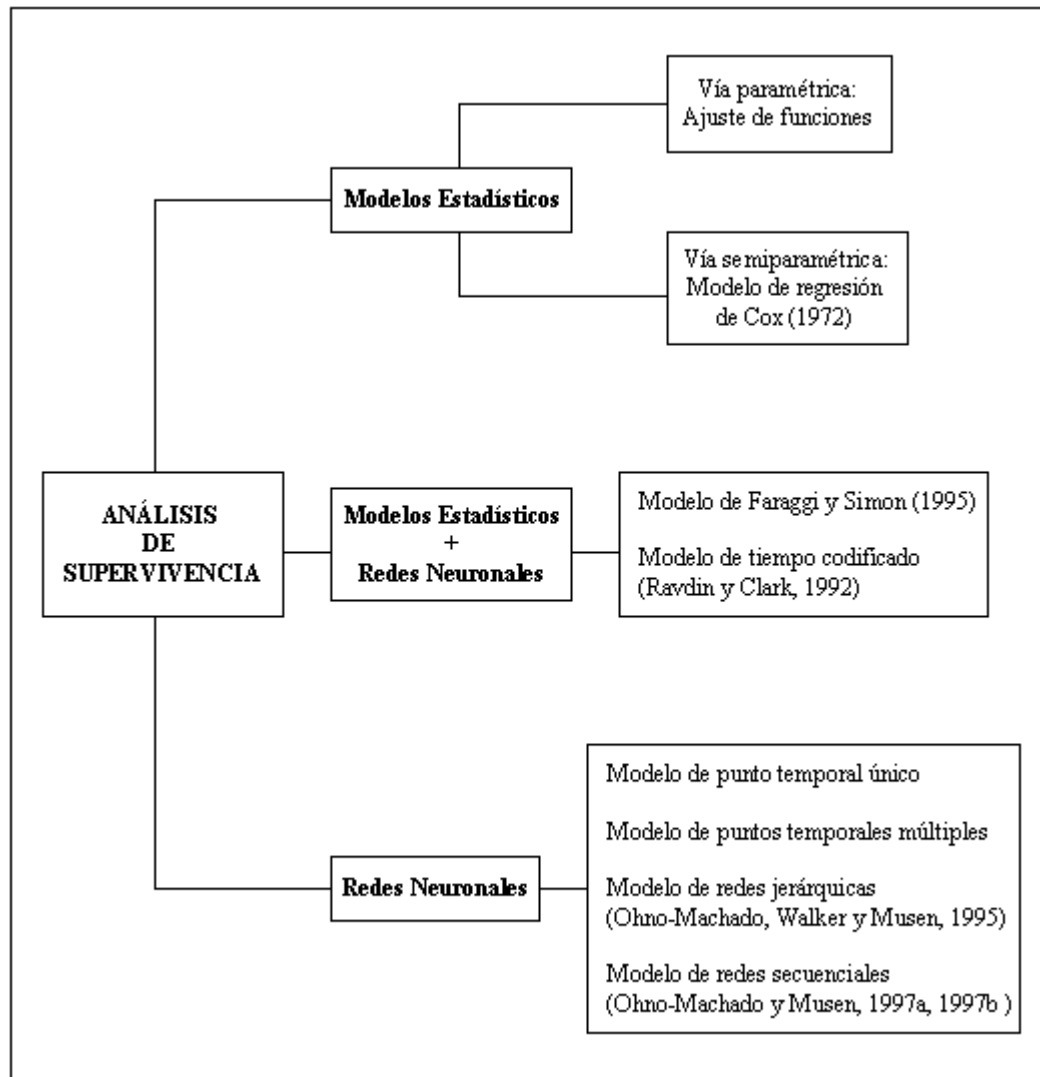 Vía paramétrica:
Ajuste de funciones
Modelos Estadísticos
Vía semiparamétrica:
Modelo de regresión
de Cox (1972)
ANÁLISIS
DE
SUPERVIVENCIA
Modelos Estadísticos
+
Redes Neuronales
Modelo de Faraggi y Simon (1995)
Modelo de tiempo codificado
(Ravdin y Clark, 1992)
Redes Neuronales
Modelo de punto temporal único
Modelo de puntos temporales múltiples
Modelo de redes jerárquicas
(Ohno-Machado, Walker y Musen, 1995)
Modelo de redes secuenciales
(Ohno-Machado y Musen, 1997a, 1997b )